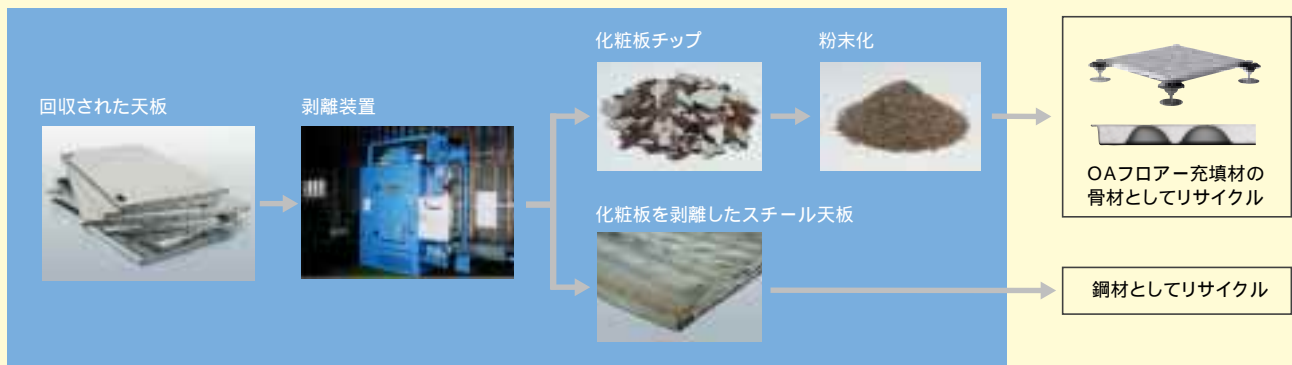 回収された天板
剥離装置
化粧板チップ
粉末化
OAフロアー充填材の
骨材としてリサイクル
化粧板を剥離したスチール天板
鋼材としてリサイクル